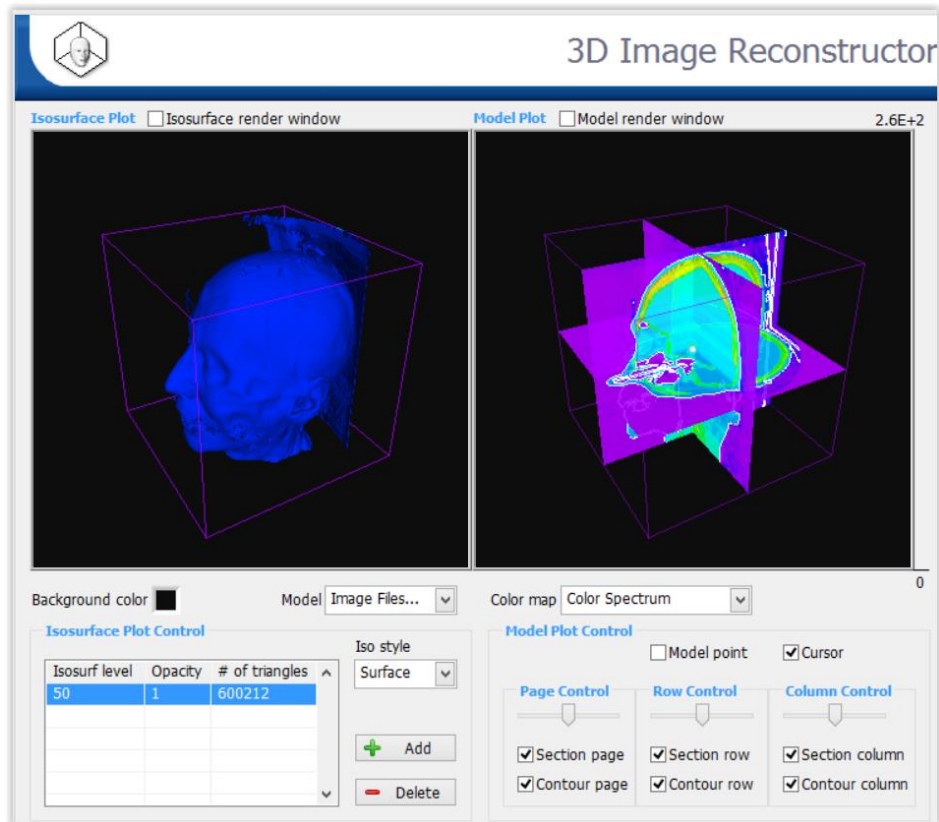 3D Image Reconstructor
Isosurface Plot Isosurface render window
Model Plot Model render window 2.6E+2
0
Background color Model Image Files...
Color map Color Spectrum
Isosurface Plot Control
Iso style
Surface
Isosurf level Opacity # of triangles
50 1 600212
Add
Delete
Model Plot Control
Model point Cursor
Page Control Row Control Column Control
Section page Section row Section column
Contour page Contour row Contour column